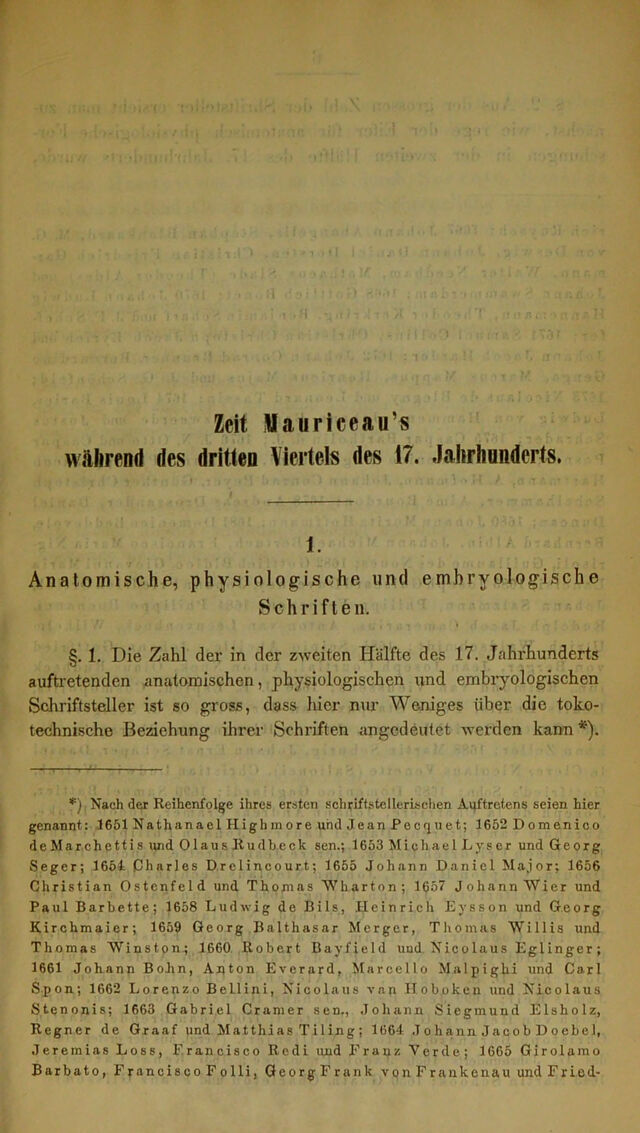 Zeit Mauriceau's
während des dritten Viertels des 17. Jahrhunderts.
1.
Anatomische, physiologische und embryologische
Schriften.
§. 1. Die Zahl der in der zweiten Hälfte des 17. Jahrhunderts
auftretenden anatomischen, physiologischen und embryologischen
Schriftsteller ist so gross, dass hier nur Weniges über die toko-
technische Beziehung ihrer Schriften angedeutet werden kann *).
*) Nach der Reihenfolge ihres ersten schriftstellerischen Auftretens seien hier
genannt: 1651 Nathanael Highmore und Jean Pecquet; 1652 Domenico
de Marchettis und Olaus Rudbeck sen.; 1653 Michael Lyser und Georg
Seger; 1654 Charles Drelincourt; 1655 Johann Daniel Major; 1656
Christian Ostenfeld und Thomas Wharton; 1657 Johann Wier und
Paul Barbette; 1658 Ludwig de Bils, Heinrich Eysson und Georg
Kirchmaier; 1659 Georg Balthasar Merger, Thomas Willis und
Thomas Winston; 1660 Robert Bayfield und Nicolaus Eglinger;
1661 Johann Bohn, Anton Everard, Marcello Malpighi und Carl
Spon; 1662 Lorenzo Bellini, Nicolaus van Hoboken und Nicolaus
Stenonis; 1663 Gabriel Cramer sen., Johann Siegmund Elsholz,
Regner de Graaf und Matthias Tiling; 1664 Johann Jacob Doebel,
Jeremias Loss, Francisco Redi und Franz Verde; 1665 Girolamo
Barbato, Francisco Folli, Georg Frank von Frankenau und Fried-